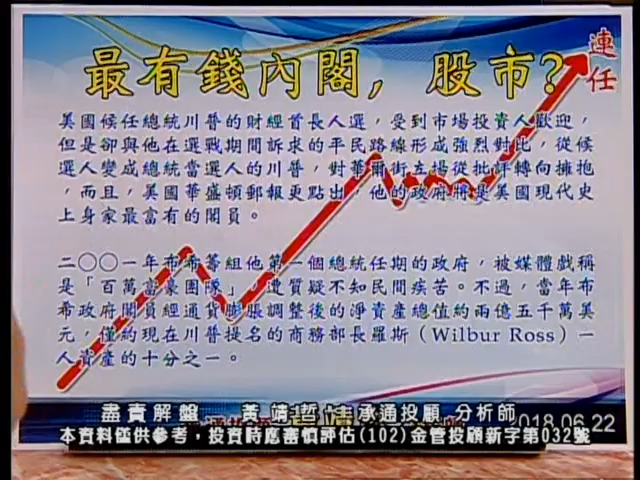 最有錢內閣，股市？
連任
美國候任總統川普的財經首長人選，受到市場投資人歡迎，
但是卻與他在選戰期間訴求的平民路線形成強烈對比，從候
選人變成總統當選人的川普，對華爾街立場從批評轉向擁抱
，而且，美國華盛頓郵報更點出，他的政府將是美國現代史
上身家最富有的閣員。
二〇〇一年布希籌組他第一個總統任期的政府，被媒體戲稱
是「百萬富豪團隊」，遭質疑不知民間疾苦。不過，當年布
希政府閣員經通貨膨脹調整後的淨資產總值約兩億五千萬美
元，僅約現在川普提名的商務部長羅斯（Wilbur Ross）一
人資產的十分之一。
盡責解盤 黃靖哲 承通投顧 分析師
2018.06.22
本資料僅供參考，投資時應審慎評估(102)金管投顧新字第032號